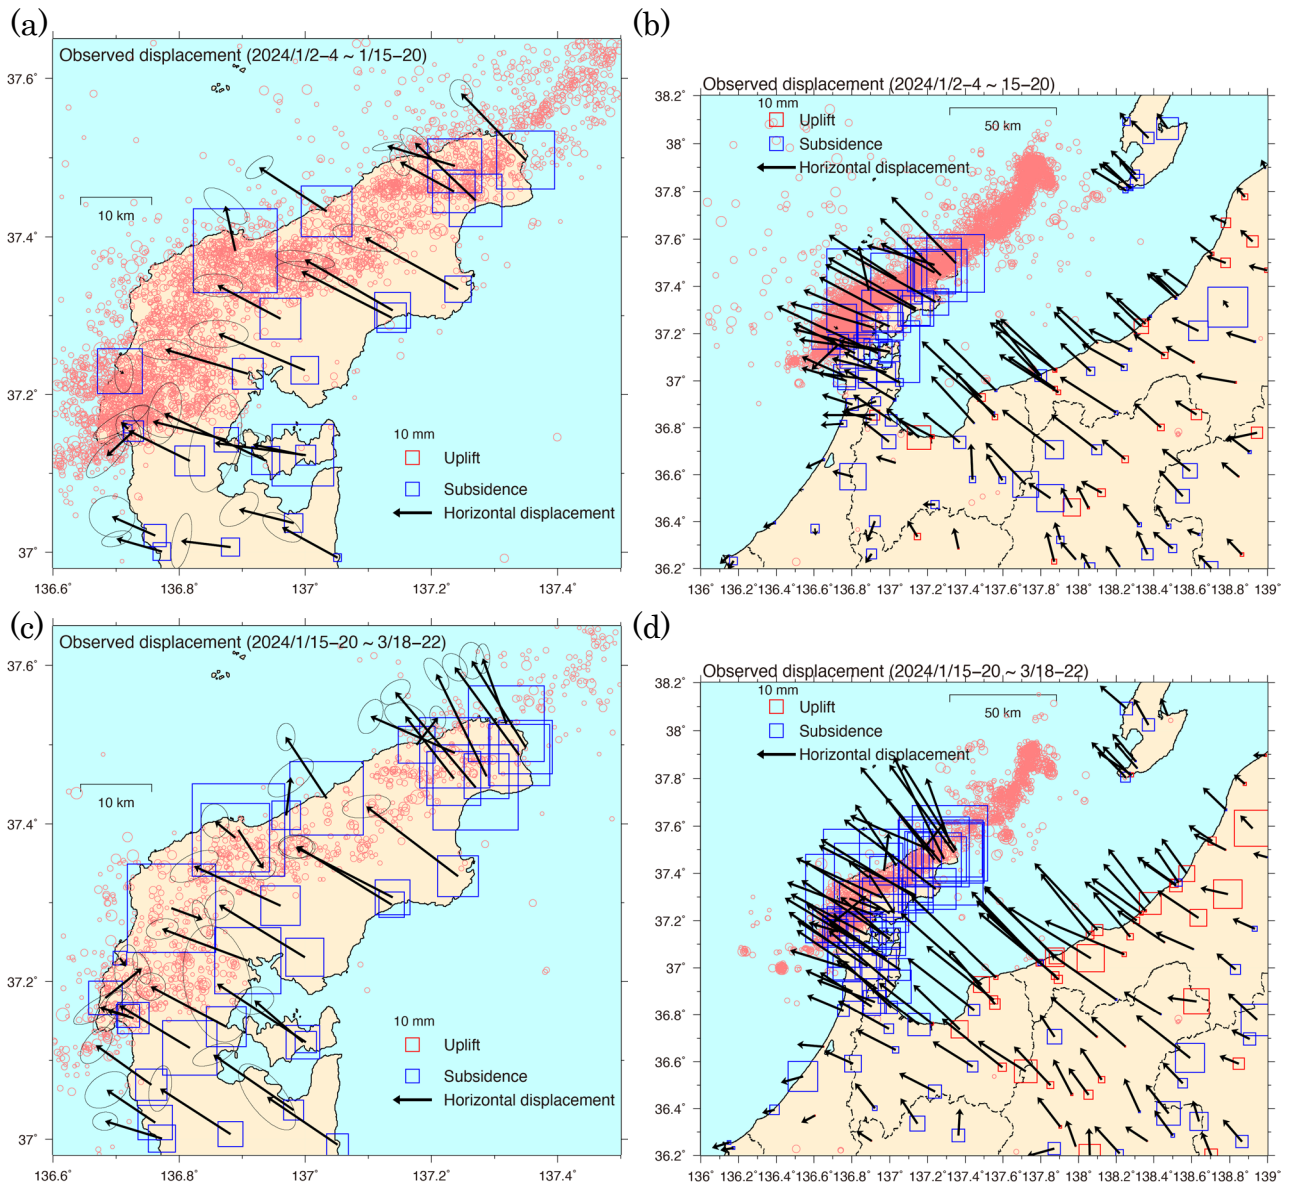 (a)
Observed displacement (2024/1/2−4 ~ 1/15−20)
37.6°
37.4°
37.2°
37°
10 km
10 mm
Uplift
Subsidence
Horizontal displacement
136.6° 136.8° 137° 137.2° 137.4°
(b)
Observed displacement (2024/1/2−4 ~ 15−20)
10 mm
Uplift
Subsidence
Horizontal displacement
50 km
38.2°
38°
37.8°
37.6°
37.4°
37.2°
37°
36.8°
36.6°
36.4°
36.2°
136° 136.2° 136.4° 136.6° 136.8° 137° 137.2° 137.4° 137.6° 137.8° 138° 138.2° 138.4° 138.6° 138.8° 139°
(c)
Observed displacement (2024/1/15−20 ~ 3/18−22)
37.6°
37.4°
37.2°
37°
10 km
10 mm
Uplift
Subsidence
Horizontal displacement
136.6° 136.8° 137° 137.2° 137.4°
(d)
Observed displacement (2024/1/15−20 ~ 3/18−22)
10 mm
Uplift
Subsidence
Horizontal displacement
50 km
38.2°
38°
37.8°
37.6°
37.4°
37.2°
37°
36.8°
36.6°
36.4°
36.2°
136° 136.2° 136.4° 136.6° 136.8° 137° 137.2° 137.4° 137.6° 137.8° 138° 138.2° 138.4° 138.6° 138.8° 139°